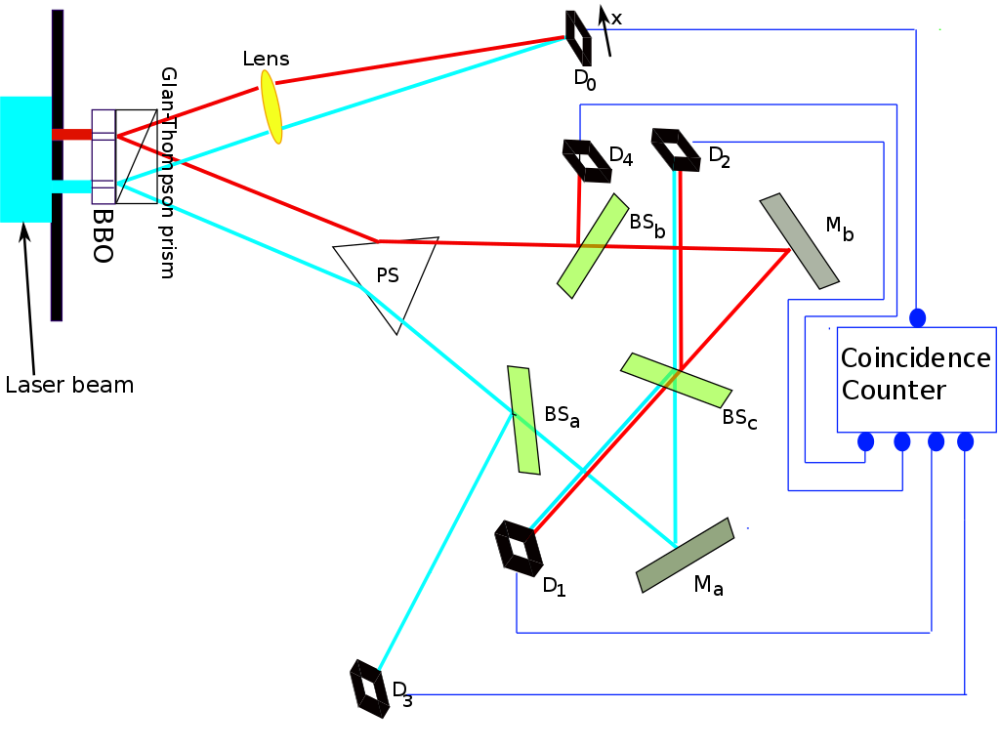 x
Lens
D0
Glan-Thompson prism
D4
D2
BSb
Mb
BBO
PS
Coincidence
Counter
Laser beam
BSa
BSc
D1
Ma
D3